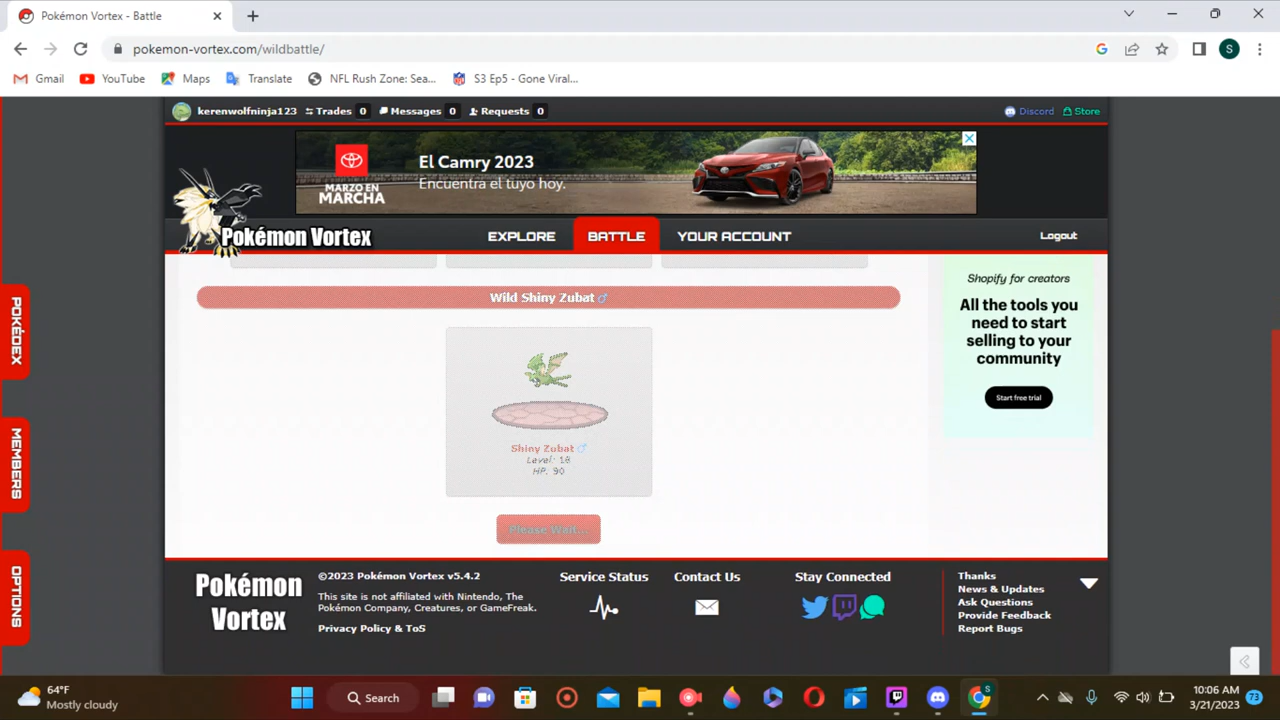 Pokémon Vortex - Battle
pokemon-vortex.com/wildbattle/
S
Gmail YouTube Maps Translate NFL Rush Zone: Sea... S3 Ep5 - Gone Viral...
kerenwolfninja123 Trades 0 Messages 0 Requests 0 Discord Store
MARZO EN
MARCHA
El Camry 2023
Encuentra el tuyo hoy.
Pokémon Vortex
EXPLORE BATTLE YOUR ACCOUNT Logout
POKÉDEX
MEMBERS
OPTIONS
Wild Shiny Zubat ♂
Shiny Zubat ♂
Level: 18
HP: 90
Please Wait...
Shopify for creators
All the tools you
need to start
selling to your
community
Start free trial
Pokémon
Vortex
©2023 Pokémon Vortex v5.4.2
This site is not affiliated with Nintendo, The
Pokémon Company, Creatures, or GameFreak.
Privacy Policy & ToS
Service Status
Contact Us
Stay Connected
Thanks
News & Updates
Ask Questions
Provide Feedback
Report Bugs
64°F
Mostly cloudy
Search
S
10:06 AM
3/21/2023
73